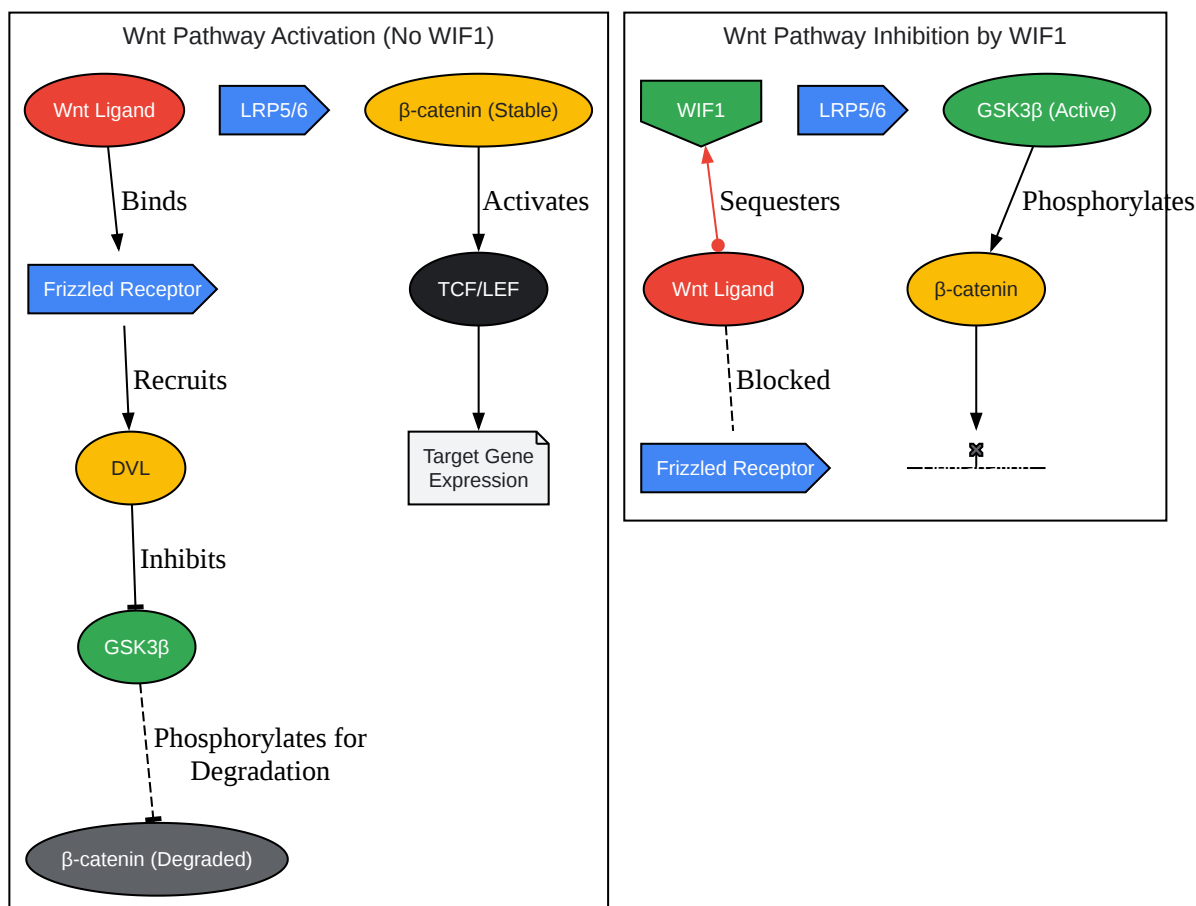 Wnt Pathway Activation (No WIF1)
Wnt Ligand
LRP5/6
β-catenin (Stable)
Binds
Activates
Frizzled Receptor
TCF/LEF
Recruits
DVL
Target Gene
Expression
Inhibits
GSK3β
Phosphorylates for
Degradation
β-catenin (Degraded)
Wnt Pathway Inhibition by WIF1
WIF1
LRP5/6
GSK3β (Active)
Sequesters
Phosphorylates
Wnt Ligand
β-catenin
Blocked
Frizzled Receptor